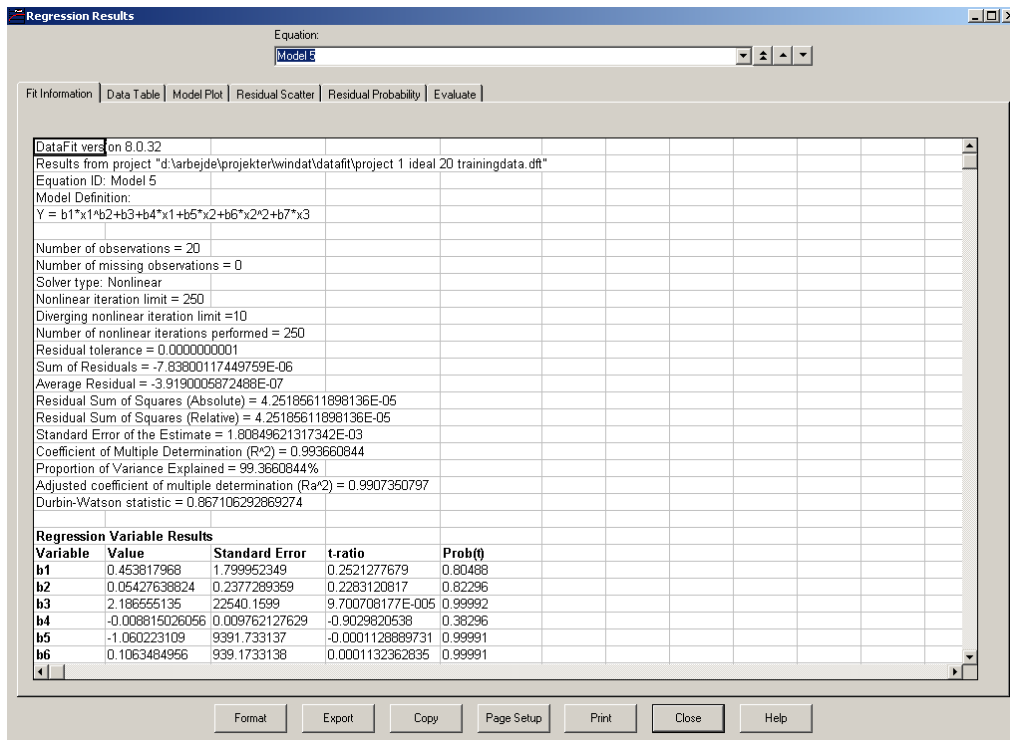 Regression Results
Equation:
Model 5
Fit Information Data Table Model Plot Residual Scatter Residual Probability Evaluate
DataFit version 8.0.32
Results from project "d:\arbejde\projekter\windat\datafit\project 1 ideal 20 trainingdata.dft"
Equation ID: Model 5
Model Definition:
Y = b1*x1^b2+b3+b4*x1+b5*x2+b6*x2^2+b7*x3
Number of observations = 20
Number of missing observations = 0
Solver type: Nonlinear
Nonlinear iteration limit = 250
Diverging nonlinear iteration limit =10
Number of nonlinear iterations performed = 250
Residual tolerance = 0.0000000001
Sum of Residuals = -7.83800117449759E-06
Average Residual = -3.9190005872488E-07
Residual Sum of Squares (Absolute) = 4.25185611898136E-05
Residual Sum of Squares (Relative) = 4.25185611898136E-05
Standard Error of the Estimate = 1.80849621317342E-03
Coefficient of Multiple Determination (R^2) = 0.993660844
Proportion of Variance Explained = 99.3660844%
Adjusted coefficient of multiple determination (Ra^2) = 0.9907350797
Durbin-Watson statistic = 0.867106292869274
Regression Variable Results
Variable Value Standard Error t-ratio Prob(t)
b1 0.453817968 1.799952349 0.2521277679 0.80488
b2 0.05427638824 0.2377289359 0.2283120817 0.82296
b3 2.186555135 22540.1599 9.700708177E-005 0.99992
b4 -0.008815026056 0.009762127629 -0.9029820538 0.38296
b5 -1.060223109 9391.733137 -0.0001128889731 0.99991
b6 0.1063484956 939.1733138 0.0001132362835 0.99991
Format Export Copy Page Setup Print Close Help